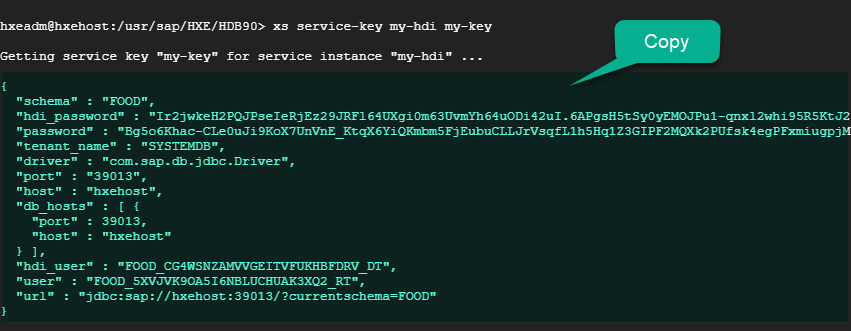 hxeadm@hxehost:/usr/sap/HXE/HDB90> xs service-key my-hdi my-key
Copy
Getting service key "my-key" for service instance "my-hdi" ...
{
"schema" : "FOOD",
"hdi_password" : "Ir2jwkeH2PQJPseIeRjEz29JRFl64UXgi0m63UvmYh64uODi42uI.6APgsH5tSy0yEMOJPu1-qnxl2whi95R5KtJ2
"password" : "Bg5o6Khac-CLe0uJi9KoX7UnVnE_KtqX6YiQKmbm5FjEubuCLLJrVsqfL1h5Hq1Z3GIPF2MQXk2PUfsk4egPFxmiugpjM
"tenant_name" : "SYSTEMDB",
"driver" : "com.sap.db.jdbc.Driver",
"port" : "39013",
"host" : "hxehost",
"db_hosts" : [ {
"port" : 39013,
"host" : "hxehost"
} ],
"hdi_user" : "FOOD_CG4WSNZAMVVGEITVFUKHBFDRV_DT",
"user" : "FOOD_5XVJVK9OA5I6NBLUCHUAK3XQ2_RT",
"url" : "jdbc:sap://hxehost:39013/?currentschema=FOOD"
}